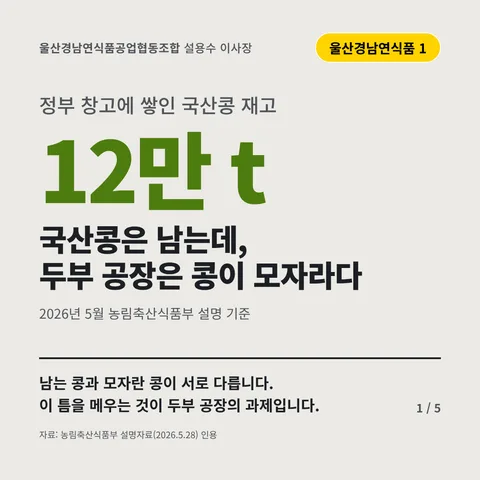 울산경남연식품공업협동조합 설용수 이사장
울산경남연식품 1
정부 창고에 쌓인 국산콩 재고
12만 t
국산콩은 남는데,
두부 공장은 콩이 모자라다
2026년 5월 농림축산식품부 설명 기준
남는 콩과 모자란 콩이 서로 다릅니다.
이 틈을 메우는 것이 두부 공장의 과제입니다.
1 / 5
자료: 농림축산식품부 설명자료(2026.5.28) 인용